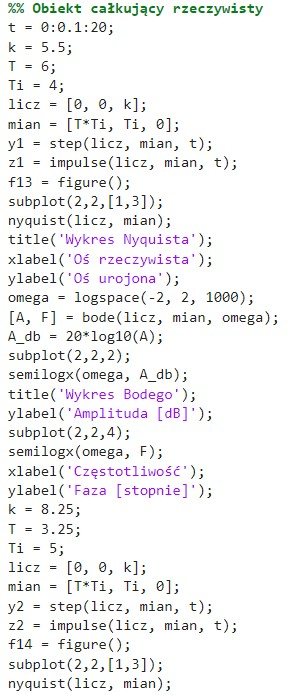 %% Obiekt całkujący rzeczywisty
t = 0:0.1:20;
k = 5.5;
T = 6;
Ti = 4;
licz = [0, 0, k];
mian = [T*Ti, Ti, 0];
y1 = step(licz, mian, t);
z1 = impulse(licz, mian, t);
f13 = figure();
subplot(2,2,[1,3]);
nyquist(licz, mian);
title('Wykres Nyquista');
xlabel('Oś rzeczywista');
ylabel('Oś urojona');
omega = logspace(-2, 2, 1000);
[A, F] = bode(licz, mian, omega);
A_db = 20*log10(A);
subplot(2,2,2);
semilogx(omega, A_db);
title('Wykres Bodego');
ylabel('Amplituda [dB]');
subplot(2,2,4);
semilogx(omega, F);
xlabel('Częstotliwość');
ylabel('Faza [stopnie]');
k = 8.25;
T = 3.25;
Ti = 5;
licz = [0, 0, k];
mian = [T*Ti, Ti, 0];
y2 = step(licz, mian, t);
z2 = impulse(licz, mian, t);
f14 = figure();
subplot(2,2,[1,3]);
nyquist(licz, mian);